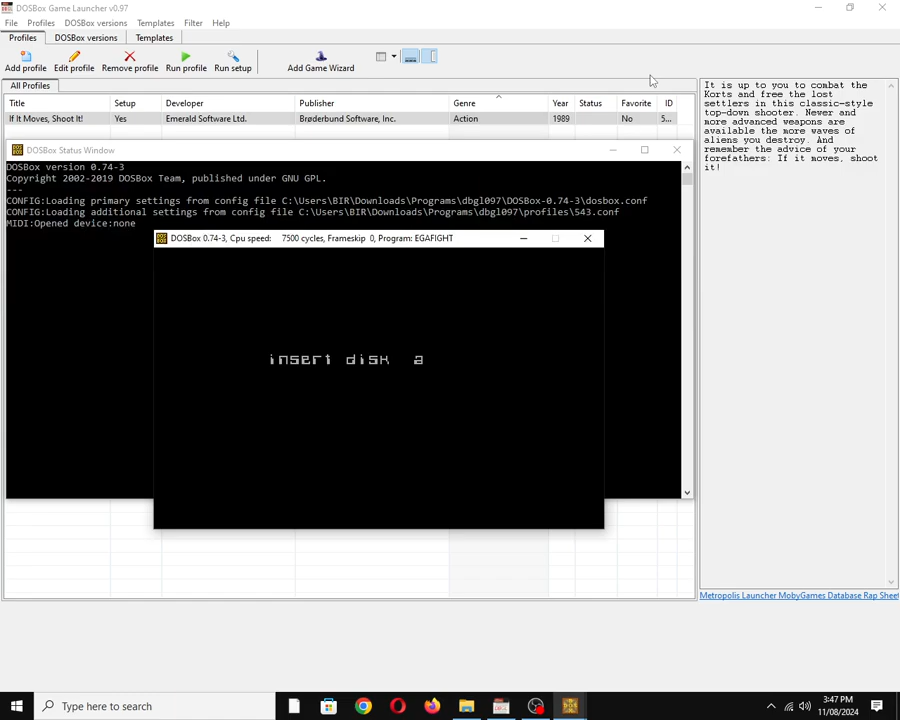 DOSBox Game Launcher v0.97
File Profiles DOSBox versions Templates Filter Help
Profiles DOSBox versions Templates
Add profile Edit profile Remove profile Run profile Run setup Add Game Wizard
All Profiles
Title Setup Developer Publisher Genre Year Status Favorite ID
If It Moves, Shoot It! Yes Emerald Software Ltd. Brøderbund Software, Inc. Action 1989 No 5...
It is up to you to combat the
Korts and free the lost
settlers in this classic-style
top-down shooter. Newer and
more advanced weapons are
available the more waves of
aliens you destroy. And
remember the advice of your
forefathers: If it moves, shoot
it!
DOSBox Status Window
DOSBox version 0.74-3
Copyright 2002-2019 DOSBox Team, published under GNU GPL.
---
CONFIG:Loading primary settings from config file C:\Users\BIR\Downloads\Programs\dbgl097\DOSBox-0.74-3\dosbox.conf
CONFIG:Loading additional settings from config file C:\Users\BIR\Downloads\Programs\dbgl097\profiles\543.conf
MIDI:Opened device:none
DOSBox 0.74-3, Cpu speed: 7500 cycles, Frameskip 0, Program: EGAFIGHT
insert disk a
Metropolis Launcher MobyGames Database Rap Sheet
Type here to search
3:47 PM
11/08/2024